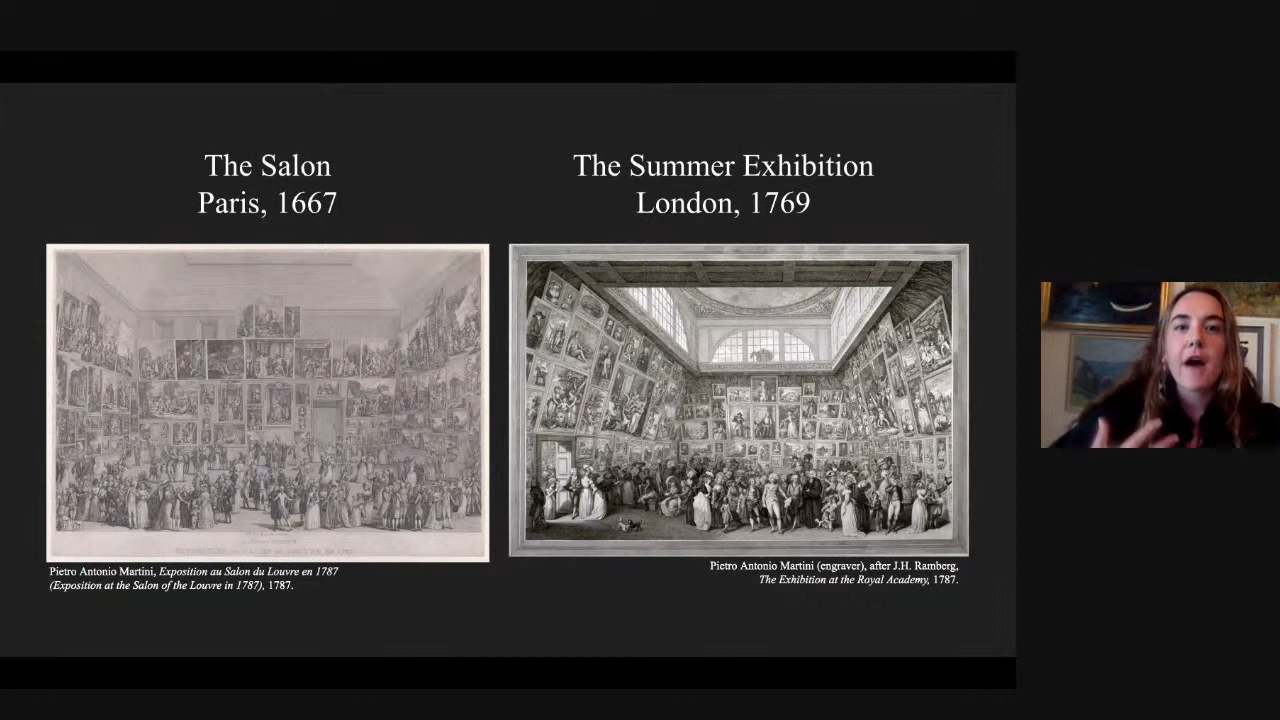 The Salon
Paris, 1667
The Summer Exhibition
London, 1769
Pietro Antonio Martini, Exposition au Salon du Louvre en 1787
(Exposition at the Salon of the Louvre in 1787), 1787.
Pietro Antonio Martini (engraver), after J.H. Ramberg,
The Exhibition at the Royal Academy, 1787.